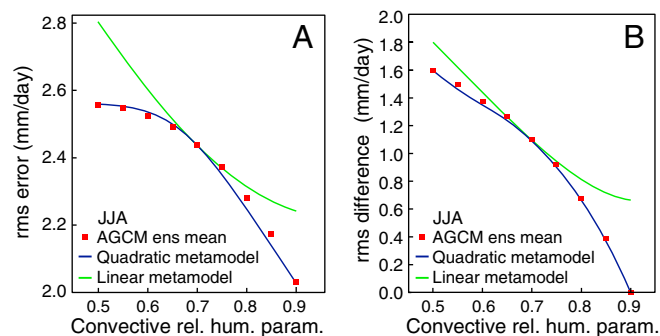 A
rms error (mm/day)
2.8
2.6
2.4
2.2
2.0
JJA
AGCM ens mean
Quadratic metamodel
Linear metamodel
0.5 0.6 0.7 0.8 0.9
Convective rel. hum. param.
B
rms difference (mm/day)
2.0
1.8
1.6
1.4
1.2
1.0
0.8
0.6
0.4
0.2
0.0
JJA
AGCM ens mean
Quadratic metamodel
Linear metamodel
0.5 0.6 0.7 0.8 0.9
Convective rel. hum. param.